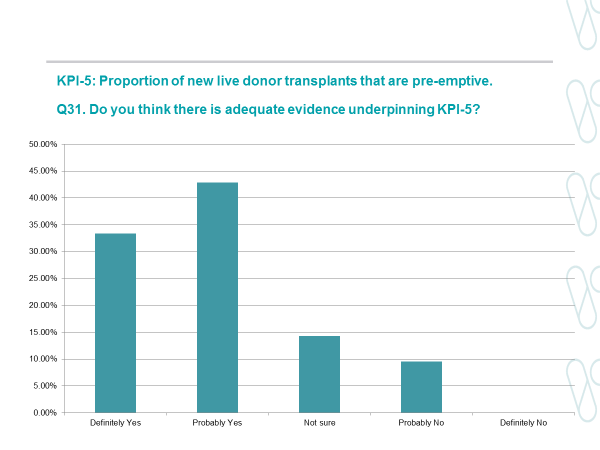 KPI-5: Proportion of new live donor transplants that are pre-emptive.
Q31. Do you think there is adequate evidence underpinning KPI-5?
50.00%
45.00%
40.00%
35.00%
30.00%
25.00%
20.00%
15.00%
10.00%
5.00%
0.00%
Definitely Yes
Probably Yes
Not sure
Probably No
Definitely No